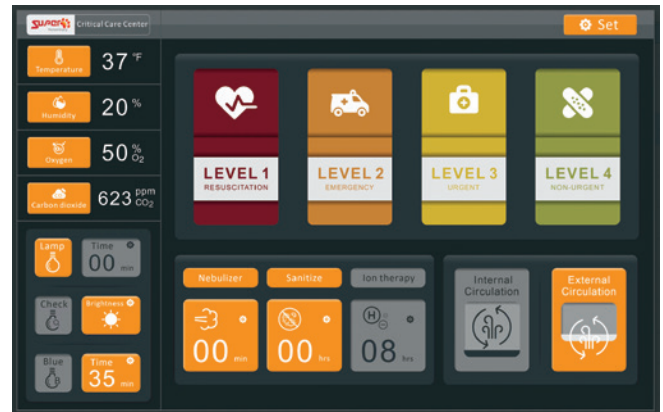 Super
Critical Care Center
Set
Temperature
37 °F
Humidity
20 %
Oxygen
50 % O2
Carbon dioxide
623 ppm CO2
LEVEL 1
RESUSCITATION
LEVEL 2
EMERGENCY
LEVEL 3
URGENT
LEVEL 4
NON-URGENT
Lamp
Time
00 min
Check
Brightness
Blue
Time
35 min
Nebulizer
00 min
Sanitize
00 hrs
Ion therapy
H
08 hrs
Internal
Circulation
External
Circulation